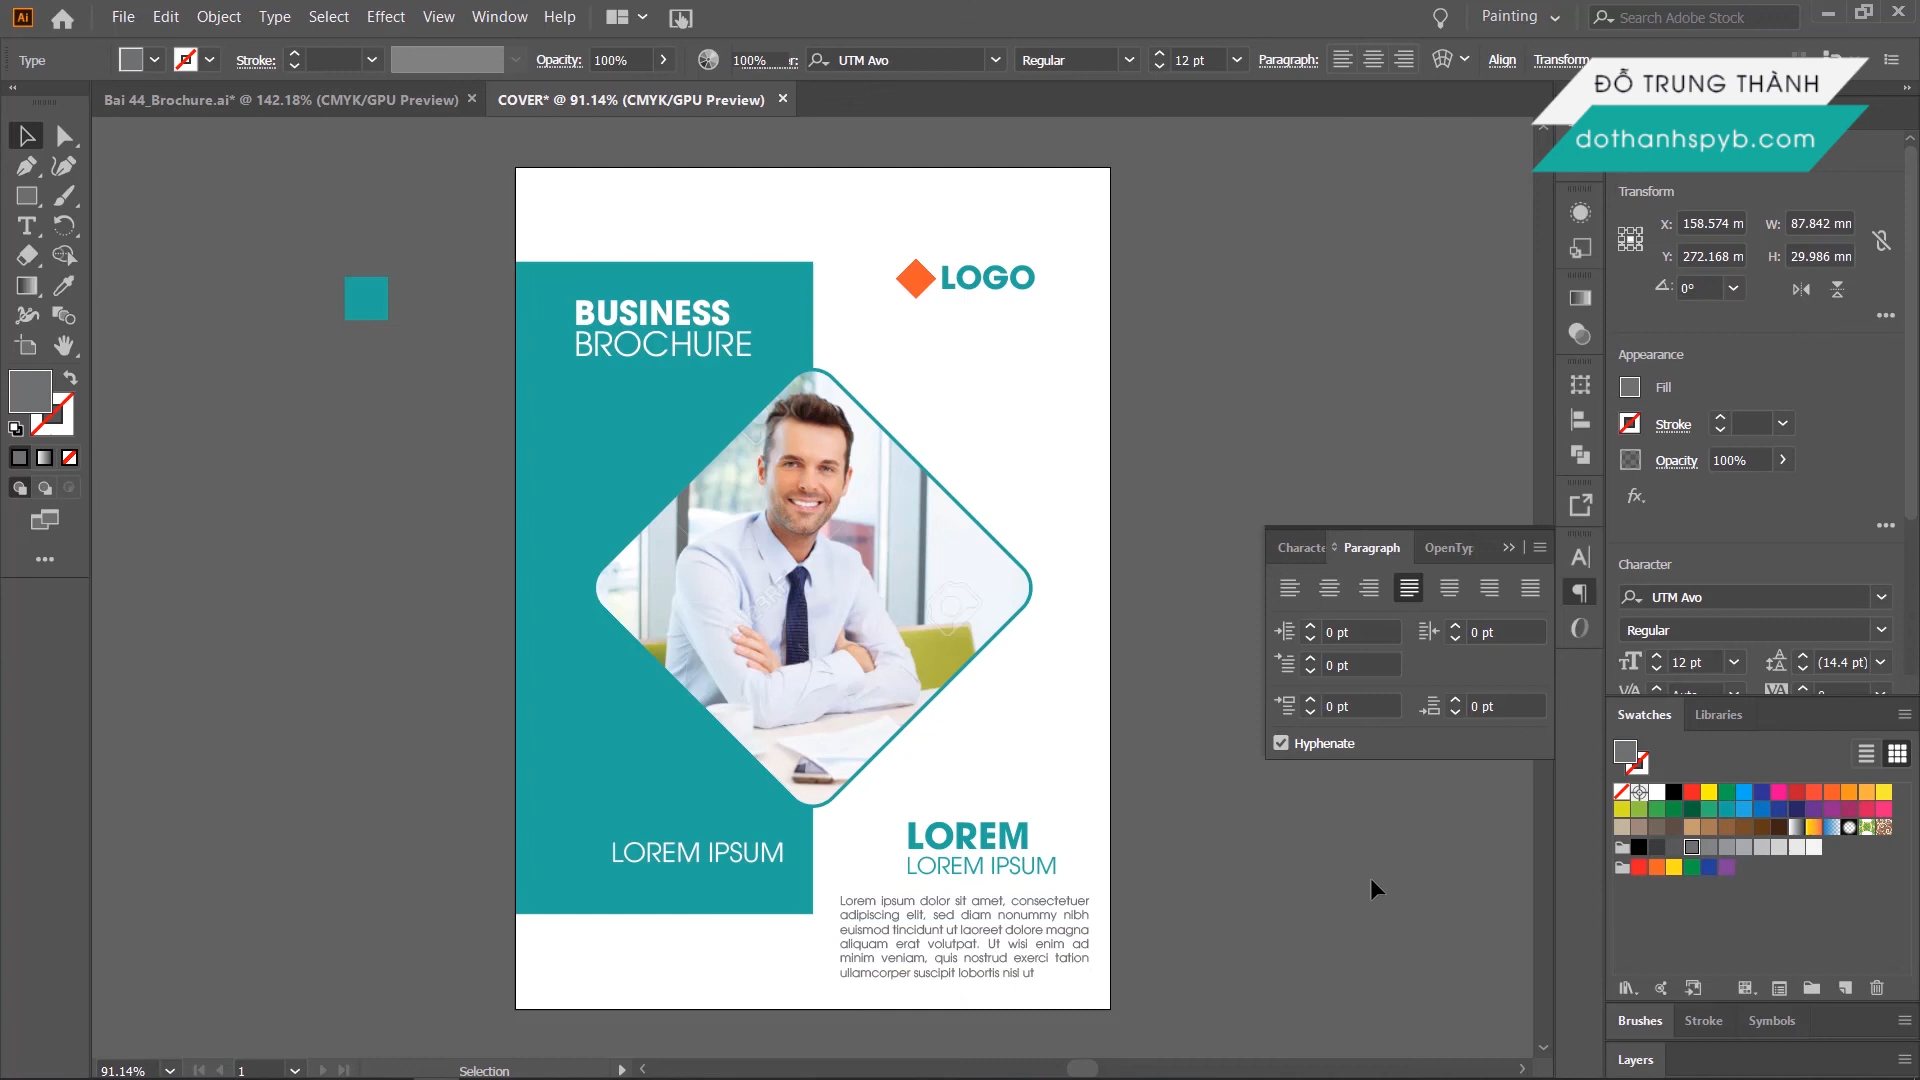 Ai File Edit Object Type Select Effect View Window Help Painting Search Adobe Stock
Type Stroke: Opacity: 100% 100% r: UTM Avo Regular 12 pt Paragraph: Align Transform
ĐỖ TRUNG THÀNH
dothanhspyb.com
Bai 44_Brochure.ai* @ 142.18% (CMYK/GPU Preview) COVER* @ 91.14% (CMYK/GPU Preview)
Transform
X: 158.574 m W: 87.842 mn
Y: 272.168 m H: 29.986 mn
0°
LOGO
BUSINESS
BROCHURE
LOREM IPSUM
LOREM
LOREM IPSUM
Lorem ipsum dolor sit amet, consectetuer
adipiscing elit, sed diam nonummy nibh
euismod tincidunt ut laoreet dolore magna
aliquam erat volutpat. Ut wisi enim ad
minim veniam, quis nostrud exerci tation
ullamcorper suscipit lobortis nisl ut
Characte Paragraph OpenTyp
0 pt 0 pt
0 pt
0 pt 0 pt
Hyphenate
Appearance
Fill
Stroke
Opacity 100%
fx.
Character
UTM Avo
Regular
12 pt (14.4 pt)
Swatches Libraries
Brushes Stroke Symbols
Layers
91.14% 1 Selection